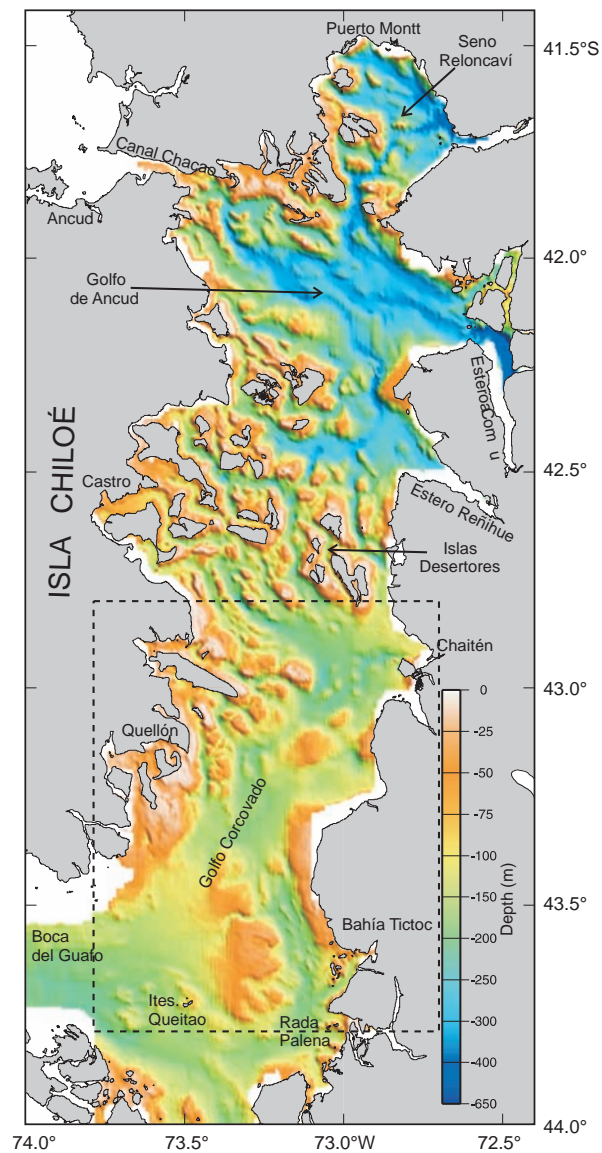 Puerto Montt
Seno
Reloncaví
41.5°S
Canal Chacao
Ancud
42.0°
Golfo
de Ancud
EsteroaCom u
ISLA CHILOÉ
42.5°
Castro
Estero Reñihue
Islas
Desertores
Chaitén
43.0°
0
-25
-50
-75
-100
-150
-200
-250
-300
-400
-650
Depth (m)
Quellón
Golfo Corcovado
43.5°
Bahía Tictoc
Boca
del Guafo
Ites.
Queitao
Rada
Palena
44.0°
74.0°
73.5°
73.0°W
72.5°